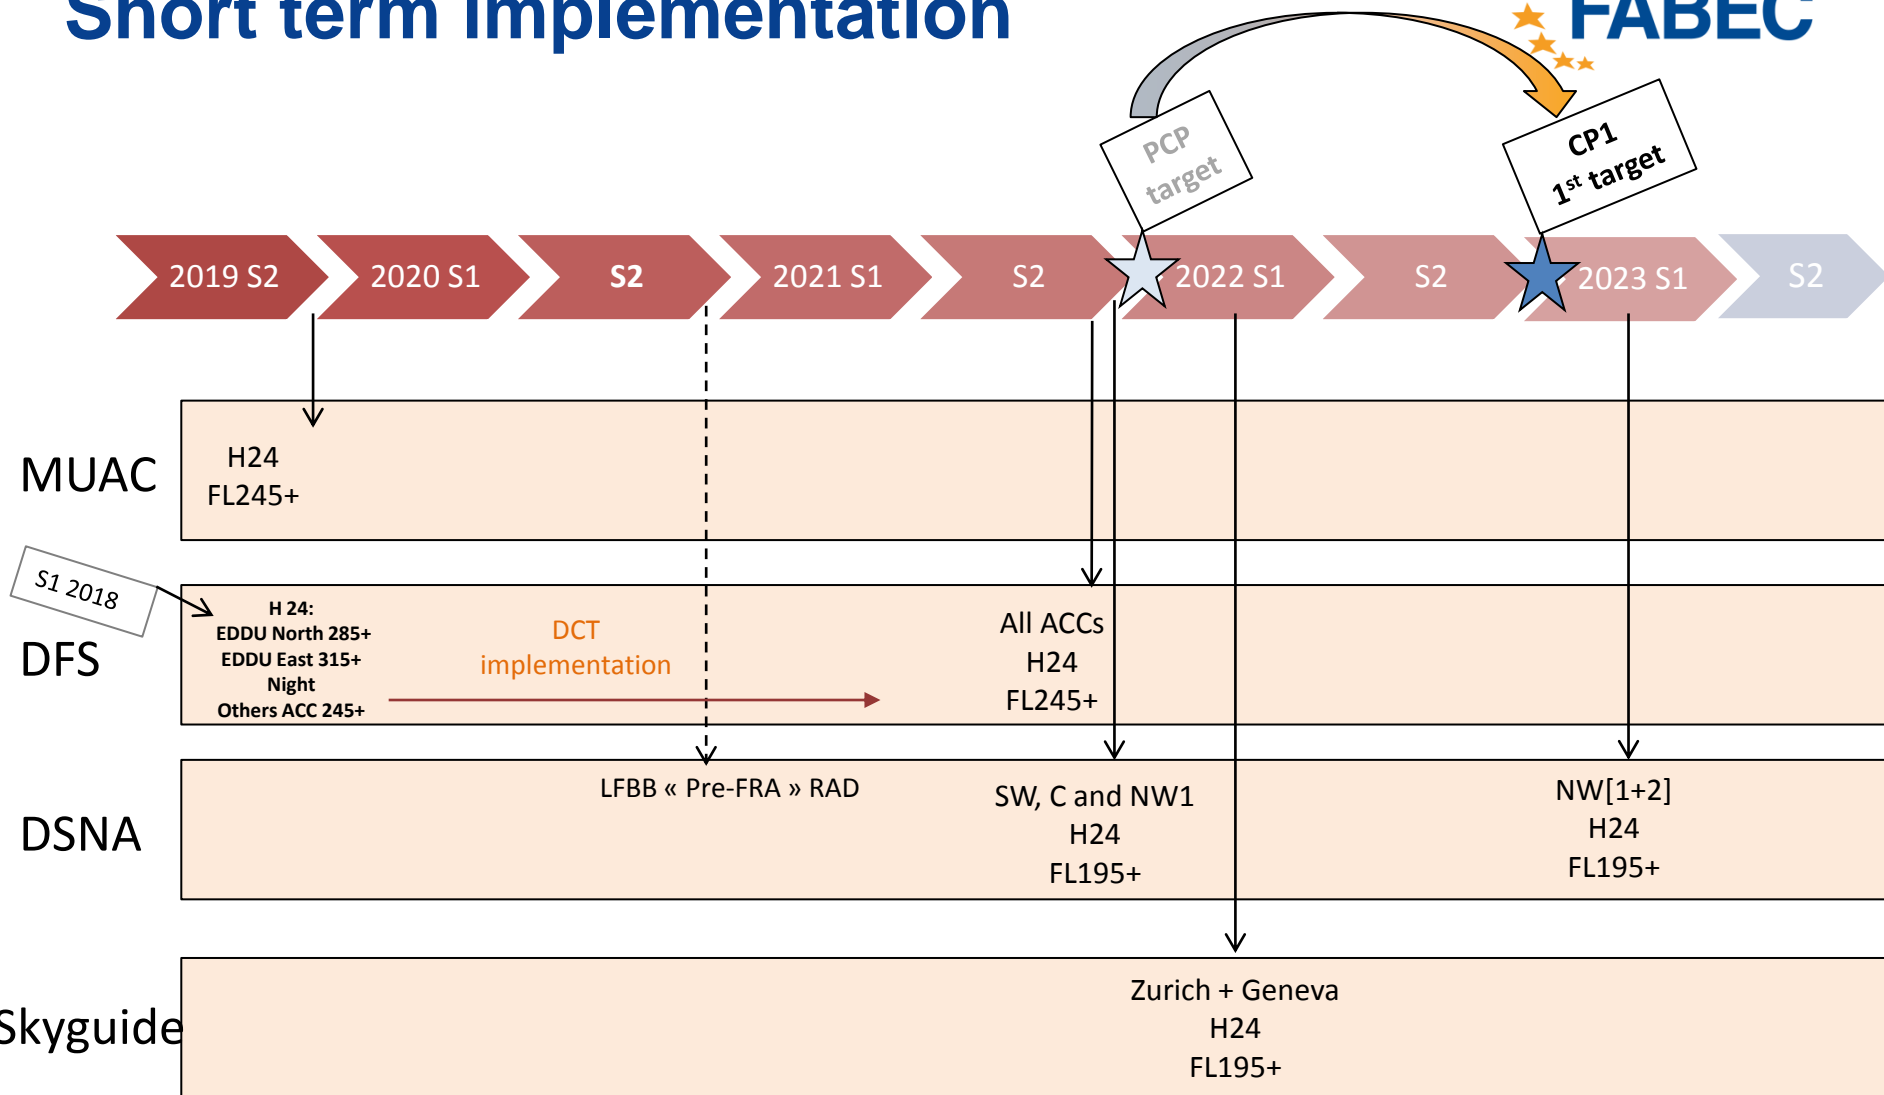 Short term Implementation
FABEC
PCP
target
CP1
1st target
2019 S2
2020 S1
S2
2021 S1
S2
2022 S1
S2
2023 S1
S2
MUAC
H24
FL245+
S1 2018
DFS
H 24:
EDDU North 285+
EDDU East 315+
Night
Others ACC 245+
DCT
implementation
All ACCs
H24
FL245+
DSNA
LFBB « Pre-FRA » RAD
SW, C and NW1
H24
FL195+
NW[1+2]
H24
FL195+
Skyguide
Zurich + Geneva
H24
FL195+